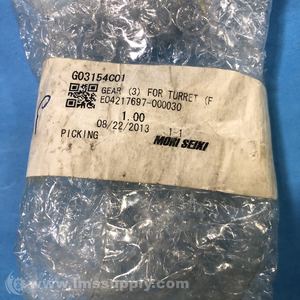 G03154C01
GEAR (3) FOR TURRET (F
E04217697-000030
1.00
08/22/2013
PICKING 1-1
MORI SEIKI
© www.imssupply.com